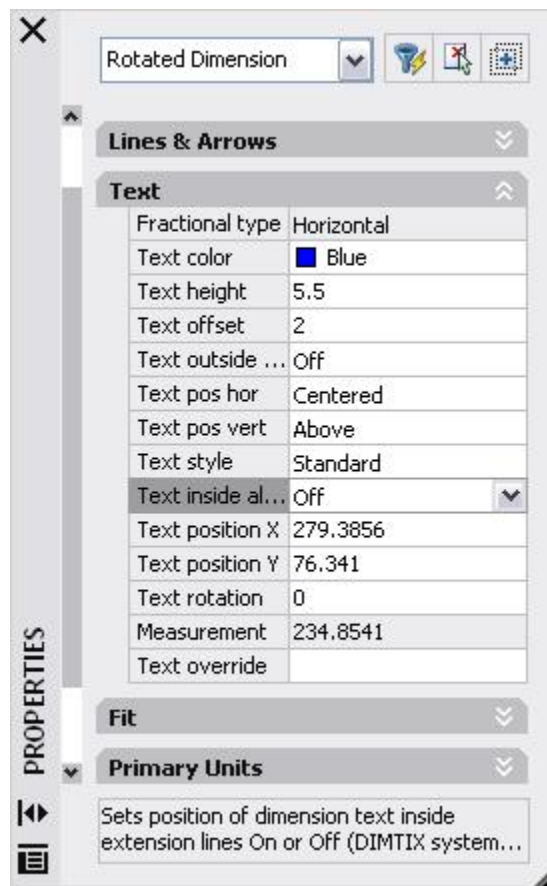 Rotated Dimension
Lines & Arrows
Text
Fractional type Horizontal
Text color Blue
Text height 5.5
Text offset 2
Text outside ... Off
Text pos hor Centered
Text pos vert Above
Text style Standard
Text inside al... Off
Text position X 279.3856
Text position Y 76.341
Text rotation 0
Measurement 234.8541
Text override
Fit
Primary Units
Sets position of dimension text inside
extension lines On or Off (DIMTIX system...
PROPERTIES